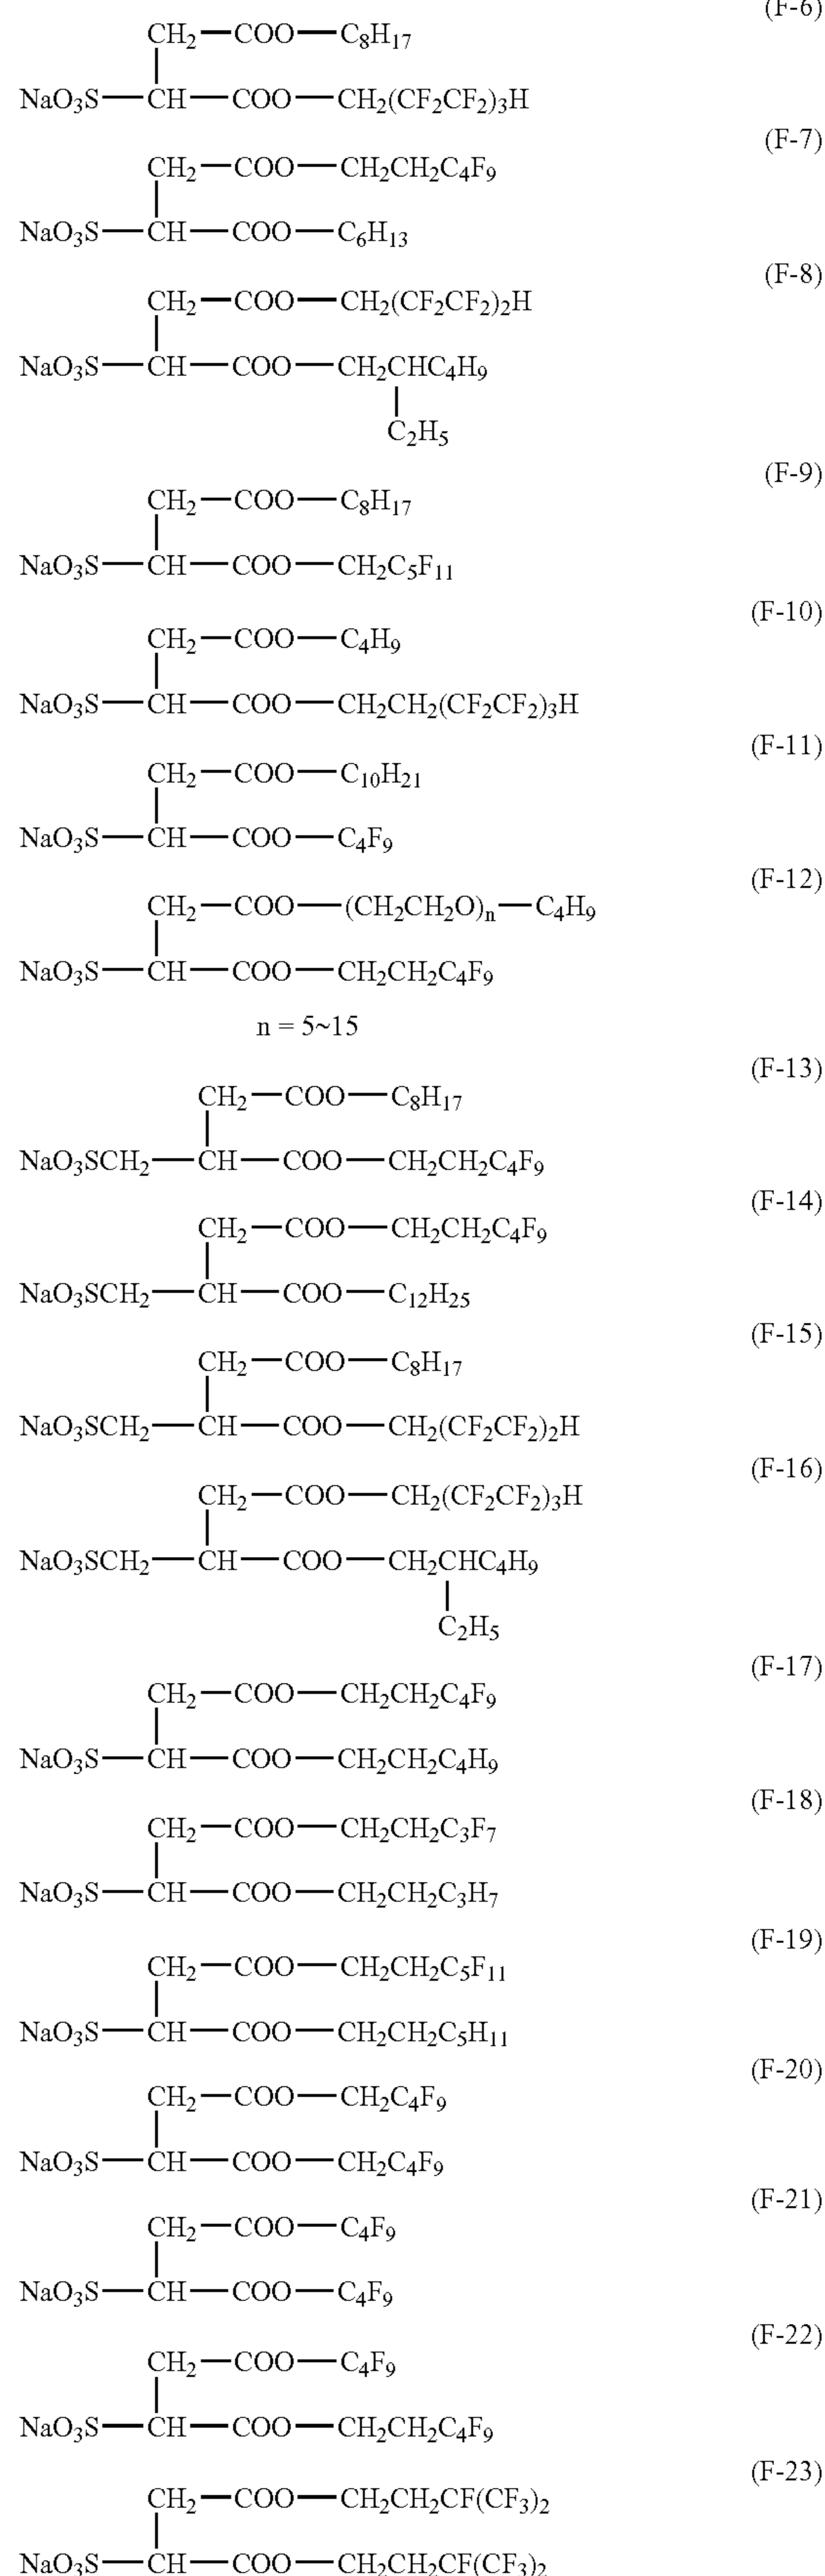 (F-6)
CH₂—COO—C₈H₁₇
NaO₃S—CH—COO—CH₂(CF₂CF₂)₃H
(F-7)
CH₂—COO—CH₂CH₂C₄F₉
NaO₃S—CH—COO—C₆H₁₃
(F-8)
CH₂—COO—CH₂(CF₂CF₂)₂H
NaO₃S—CH—COO—CH₂CHC₄H₉
C₂H₅
(F-9)
CH₂—COO—C₈H₁₇
NaO₃S—CH—COO—CH₂C₅F₁₁
(F-10)
CH₂—COO—C₄H₉
NaO₃S—CH—COO—CH₂CH₂(CF₂CF₂)₃H
(F-11)
CH₂—COO—C₁₀H₂₁
NaO₃S—CH—COO—C₄F₉
(F-12)
CH₂—COO—(CH₂CH₂O)ₙ—C₄H₉
NaO₃S—CH—COO—CH₂CH₂C₄F₉
n = 5~15
(F-13)
CH₂—COO—C₈H₁₇
NaO₃SCH₂—CH—COO—CH₂CH₂C₄F₉
(F-14)
CH₂—COO—CH₂CH₂C₄F₉
NaO₃SCH₂—CH—COO—C₁₂H₂₅
(F-15)
CH₂—COO—C₈H₁₇
NaO₃SCH₂—CH—COO—CH₂(CF₂CF₂)₂H
(F-16)
CH₂—COO—CH₂(CF₂CF₂)₃H
NaO₃SCH₂—CH—COO—CH₂CHC₄H₉
C₂H₅
(F-17)
CH₂—COO—CH₂CH₂C₄F₉
NaO₃S—CH—COO—CH₂CH₂C₄H₉
(F-18)
CH₂—COO—CH₂CH₂C₃F₇
NaO₃S—CH—COO—CH₂CH₂C₃H₇
(F-19)
CH₂—COO—CH₂CH₂C₅F₁₁
NaO₃S—CH—COO—CH₂CH₂C₅H₁₁
(F-20)
CH₂—COO—CH₂C₄F₉
NaO₃S—CH—COO—CH₂C₄F₉
(F-21)
CH₂—COO—C₄F₉
NaO₃S—CH—COO—C₄F₉
(F-22)
CH₂—COO—C₄F₉
NaO₃S—CH—COO—CH₂CH₂C₄F₉
(F-23)
CH₂—COO—CH₂CH₂CF(CF₃)₂
NaO₃S—CH—COO—CH₂CH₂CF(CF₃)₂